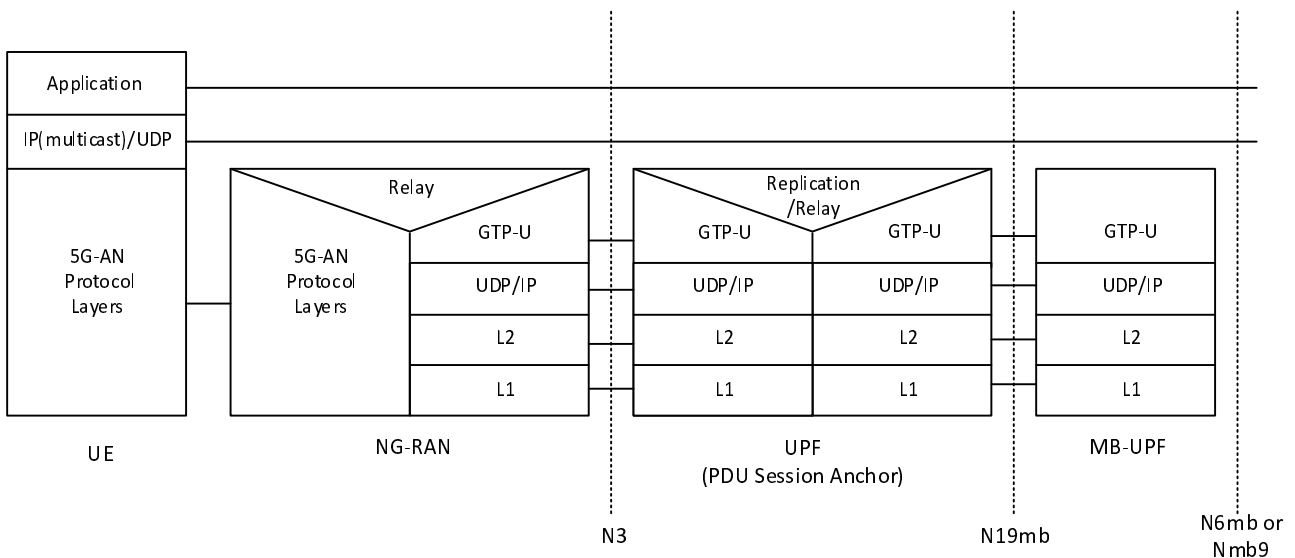 Application
IP(multicast)/UDP
5G-AN
Protocol
Layers
UE
Relay
5G-AN
Protocol
Layers
GTP-U
UDP/IP
L2
L1
NG-RAN
N3
Replication
/Relay
GTP-U
GTP-U
UDP/IP
UDP/IP
L2
L2
L1
L1
UPF
(PDU Session Anchor)
N19mb
GTP-U
UDP/IP
L2
L1
MB-UPF
N6mb or
Nmb9